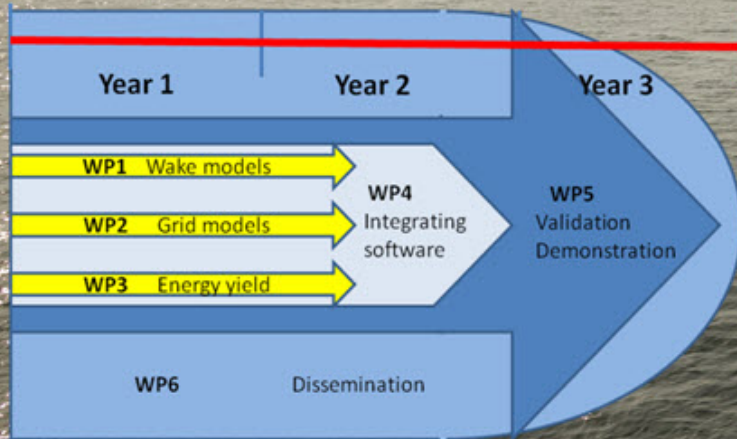 Year 1 Year 2 Year 3
WP1 Wake models
WP2 Grid models
WP3 Energy yield
WP4
Integrating
software
WP5
Validation
Demonstration
WP6 Dissemination